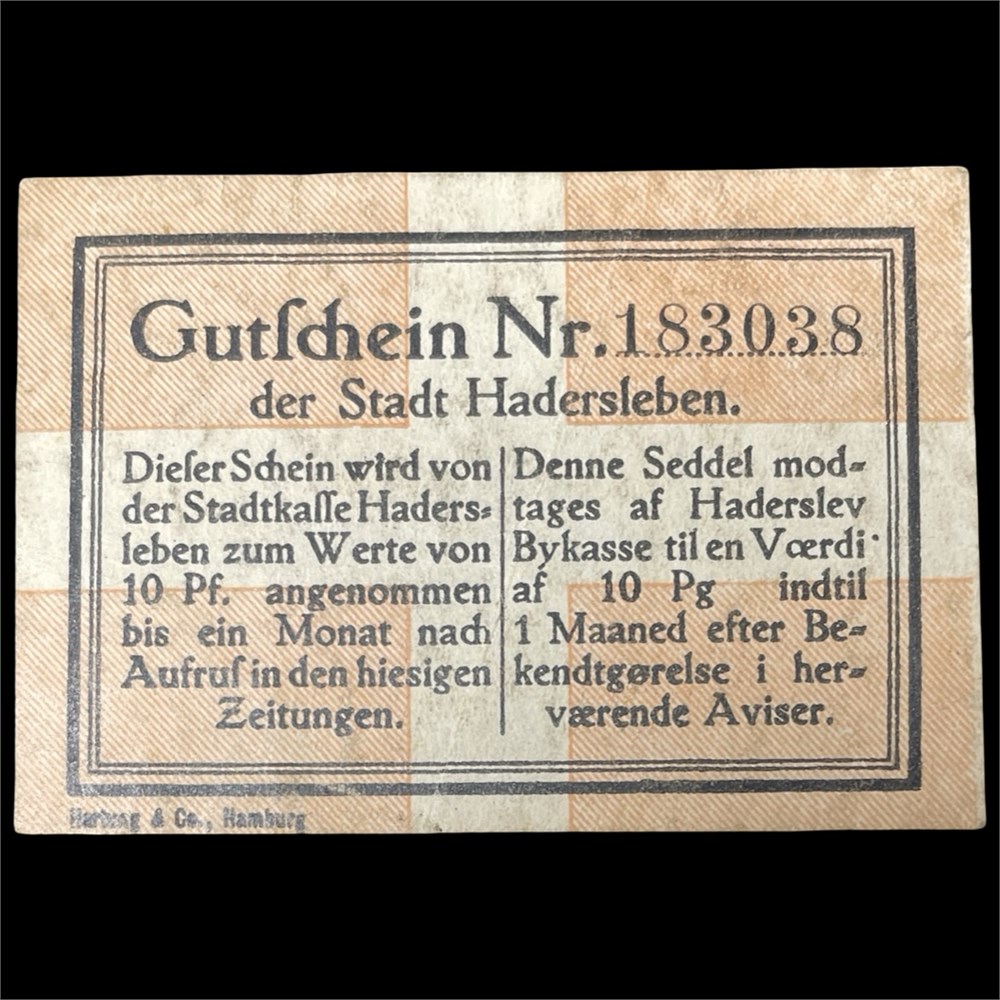 Gutſchein Nr. 183038
der Stadt Hadersleben.
Dieſer Schein wird von
der Stadtkaſſe Haders-
leben zum Werte von
10 Pf. angenommen
bis ein Monat nach
Aufruf in den hieſigen
Zeitungen.
Denne Seddel mod-
tages af Haderslev
Bykasse til en Værdi
af 10 Pg indtil
1 Maaned efter Be-
kendtgørelse i her-
værende Aviser.
Hartung & Co., Hamburg